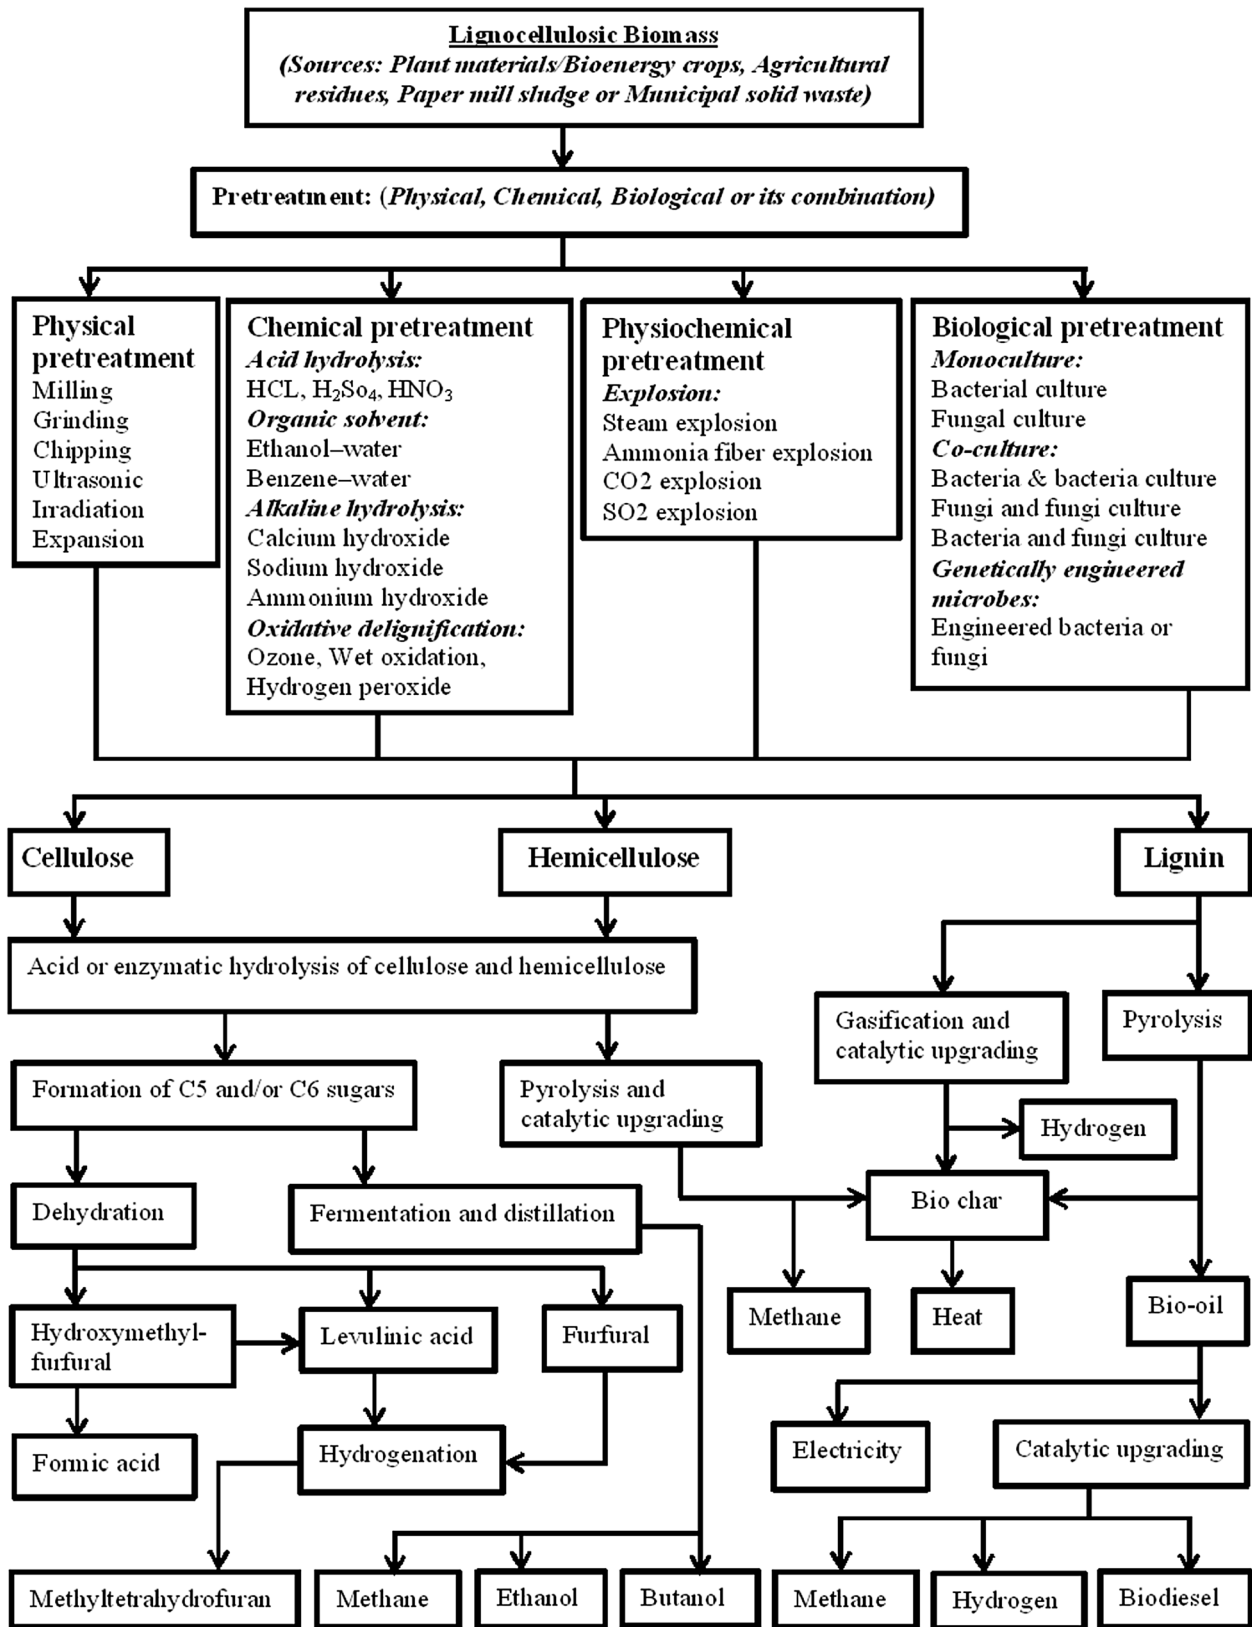 Lignocellulosic Biomass
(Sources: Plant materials/Bioenergy crops, Agricultural
residues, Paper mill sludge or Municipal solid waste)
Pretreatment: (Physical, Chemical, Biological or its combination)
Physical
pretreatment
Milling
Grinding
Chipping
Ultrasonic
Irradiation
Expansion
Chemical pretreatment
Acid hydrolysis:
HCL, H₂So₄, HNO₃
Organic solvent:
Ethanol–water
Benzene–water
Alkaline hydrolysis:
Calcium hydroxide
Sodium hydroxide
Ammonium hydroxide
Oxidative delignification:
Ozone, Wet oxidation,
Hydrogen peroxide
Physiochemical
pretreatment
Explosion:
Steam explosion
Ammonia fiber explosion
CO2 explosion
SO2 explosion
Biological pretreatment
Monoculture:
Bacterial culture
Fungal culture
Co-culture:
Bacteria & bacteria culture
Fungi and fungi culture
Bacteria and fungi culture
Genetically engineered
microbes:
Engineered bacteria or
fungi
Cellulose
Hemicellulose
Lignin
Acid or enzymatic hydrolysis of cellulose and hemicellulose
Gasification and
catalytic upgrading
Pyrolysis
Formation of C5 and/or C6 sugars
Pyrolysis and
catalytic upgrading
Hydrogen
Dehydration
Fermentation and distillation
Bio char
Hydroxymethyl-
furfural
Levulinic acid
Furfural
Methane
Heat
Bio-oil
Formic acid
Hydrogenation
Electricity
Catalytic upgrading
Methyltetrahydrofuran
Methane
Ethanol
Butanol
Methane
Hydrogen
Biodiesel